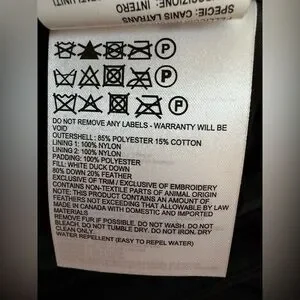 DESCRIZIONE: INTERO
SPECIE: CANIS LATRANS
P
P
P
DO NOT REMOVE ANY LABELS - WARRANTY WILL BE
VOID
OUTERSHELL: 85% POLYESTER 15% COTTON
LINING 1: 100% NYLON
LINING 2: 100% NYLON
PADDING: 100% POLYESTER
FILL: WHITE DUCK DOWN
80% DOWN 20% FEATHER
EXCLUSIVE OF TRIM / EXCLUSIVE OF EMBROIDERY
CONTAINS NON-TEXTILE PARTS OF ANIMAL ORIGIN
NOTE: THIS PRODUCT CONTAINS AN AMOUNT OF
FEATHERS NOT EXCEEDING THAT ALLOWABLE BY LAW
MADE IN CANADA WITH DOMESTIC AND IMPORTED
MATERIALS
REMOVE FUR IF POSSIBLE. DO NOT WASH. DO NOT
BLEACH. DO NOT TUMBLE DRY. DO NOT IRON. DRY
CLEAN ONLY.
WATER REPELLENT (EASY TO REPEL WATER)